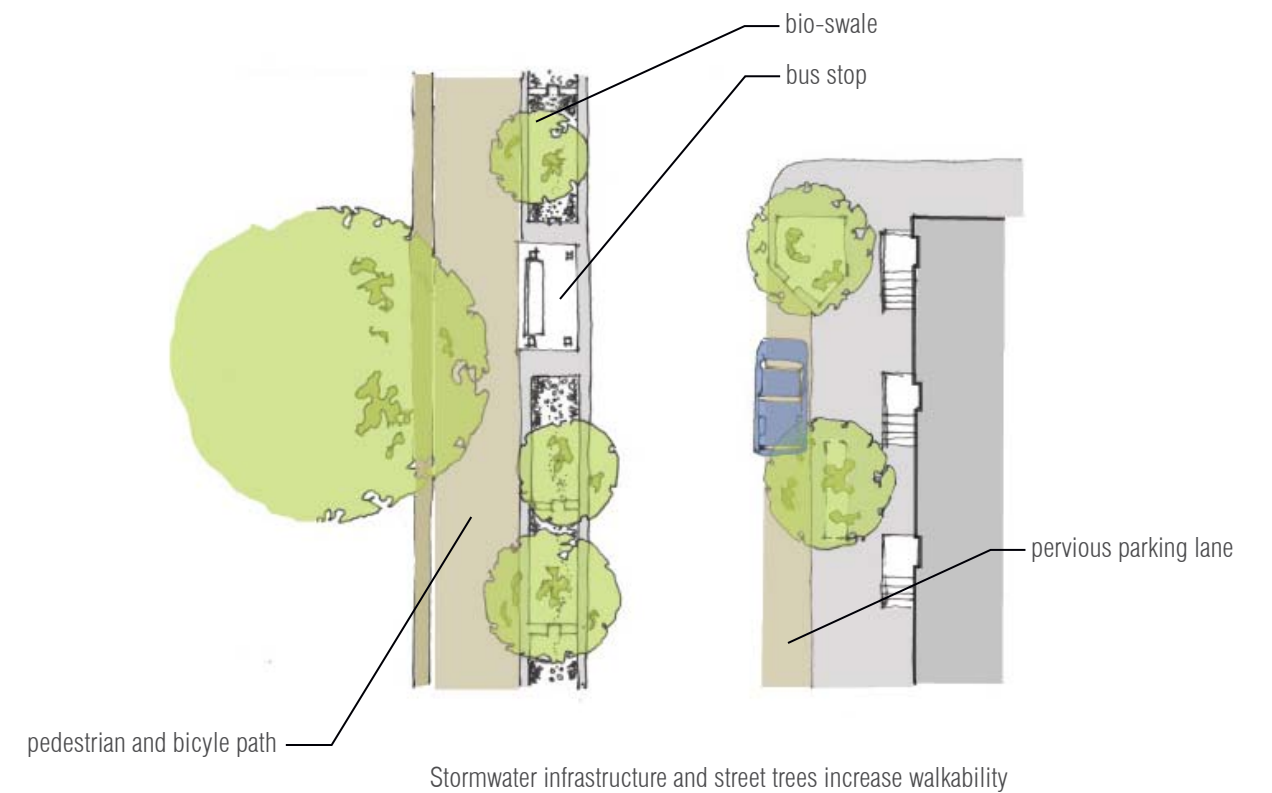 bio-swale
bus stop
pervious parking lane
pedestrian and bicyle path
Stormwater infrastructure and street trees increase walkability